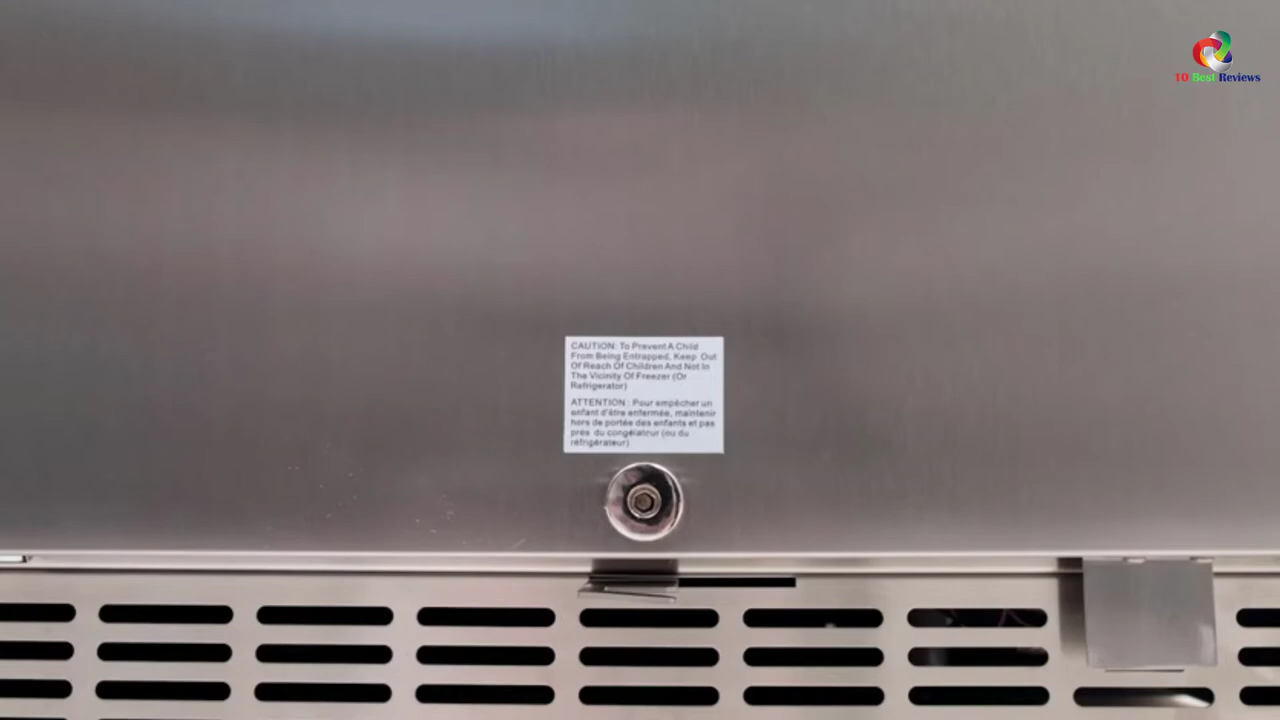 10 Best Reviews
CAUTION: To Prevent A Child
From Being Entrapped, Keep Out
Of Reach Of Children And Not In
The Vicinity Of Freezer (Or
Refrigerator)
ATTENTION : Pour empêcher un
enfant d'être enfermée, maintenir
hors de portée des enfants et pas
près du congélateur (ou du
réfrigérateur)